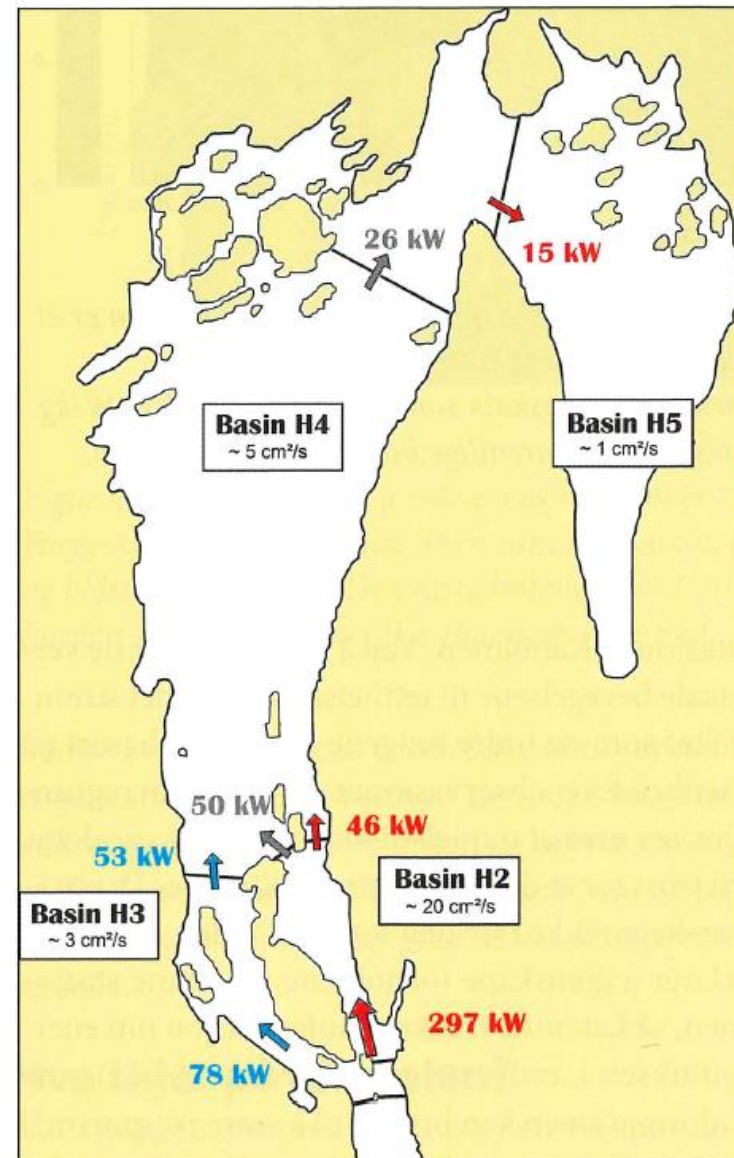 26 kW
15 kW
Basin H4
~ 5 cm²/s
Basin H5
~ 1 cm²/s
50 kW
46 kW
53 kW
Basin H2
~ 20 cm²/s
Basin H3
~ 3 cm²/s
297 kW
78 kW